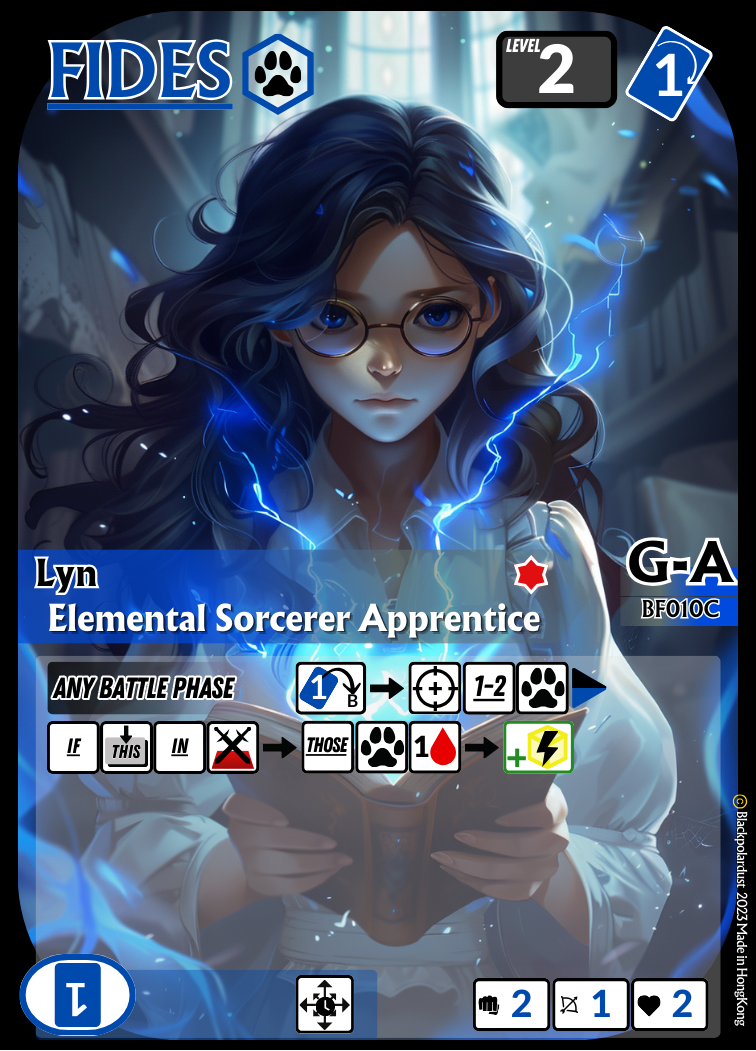 FIDES
LEVEL 2
1
Lyn
Elemental Sorcerer Apprentice
G-A
BF010C
ANY BATTLE PHASE 1 B 1-2
IF THIS IN THOSE 1 +
© Blackpolardust 2023 Made in HongKong
1
2 1 2